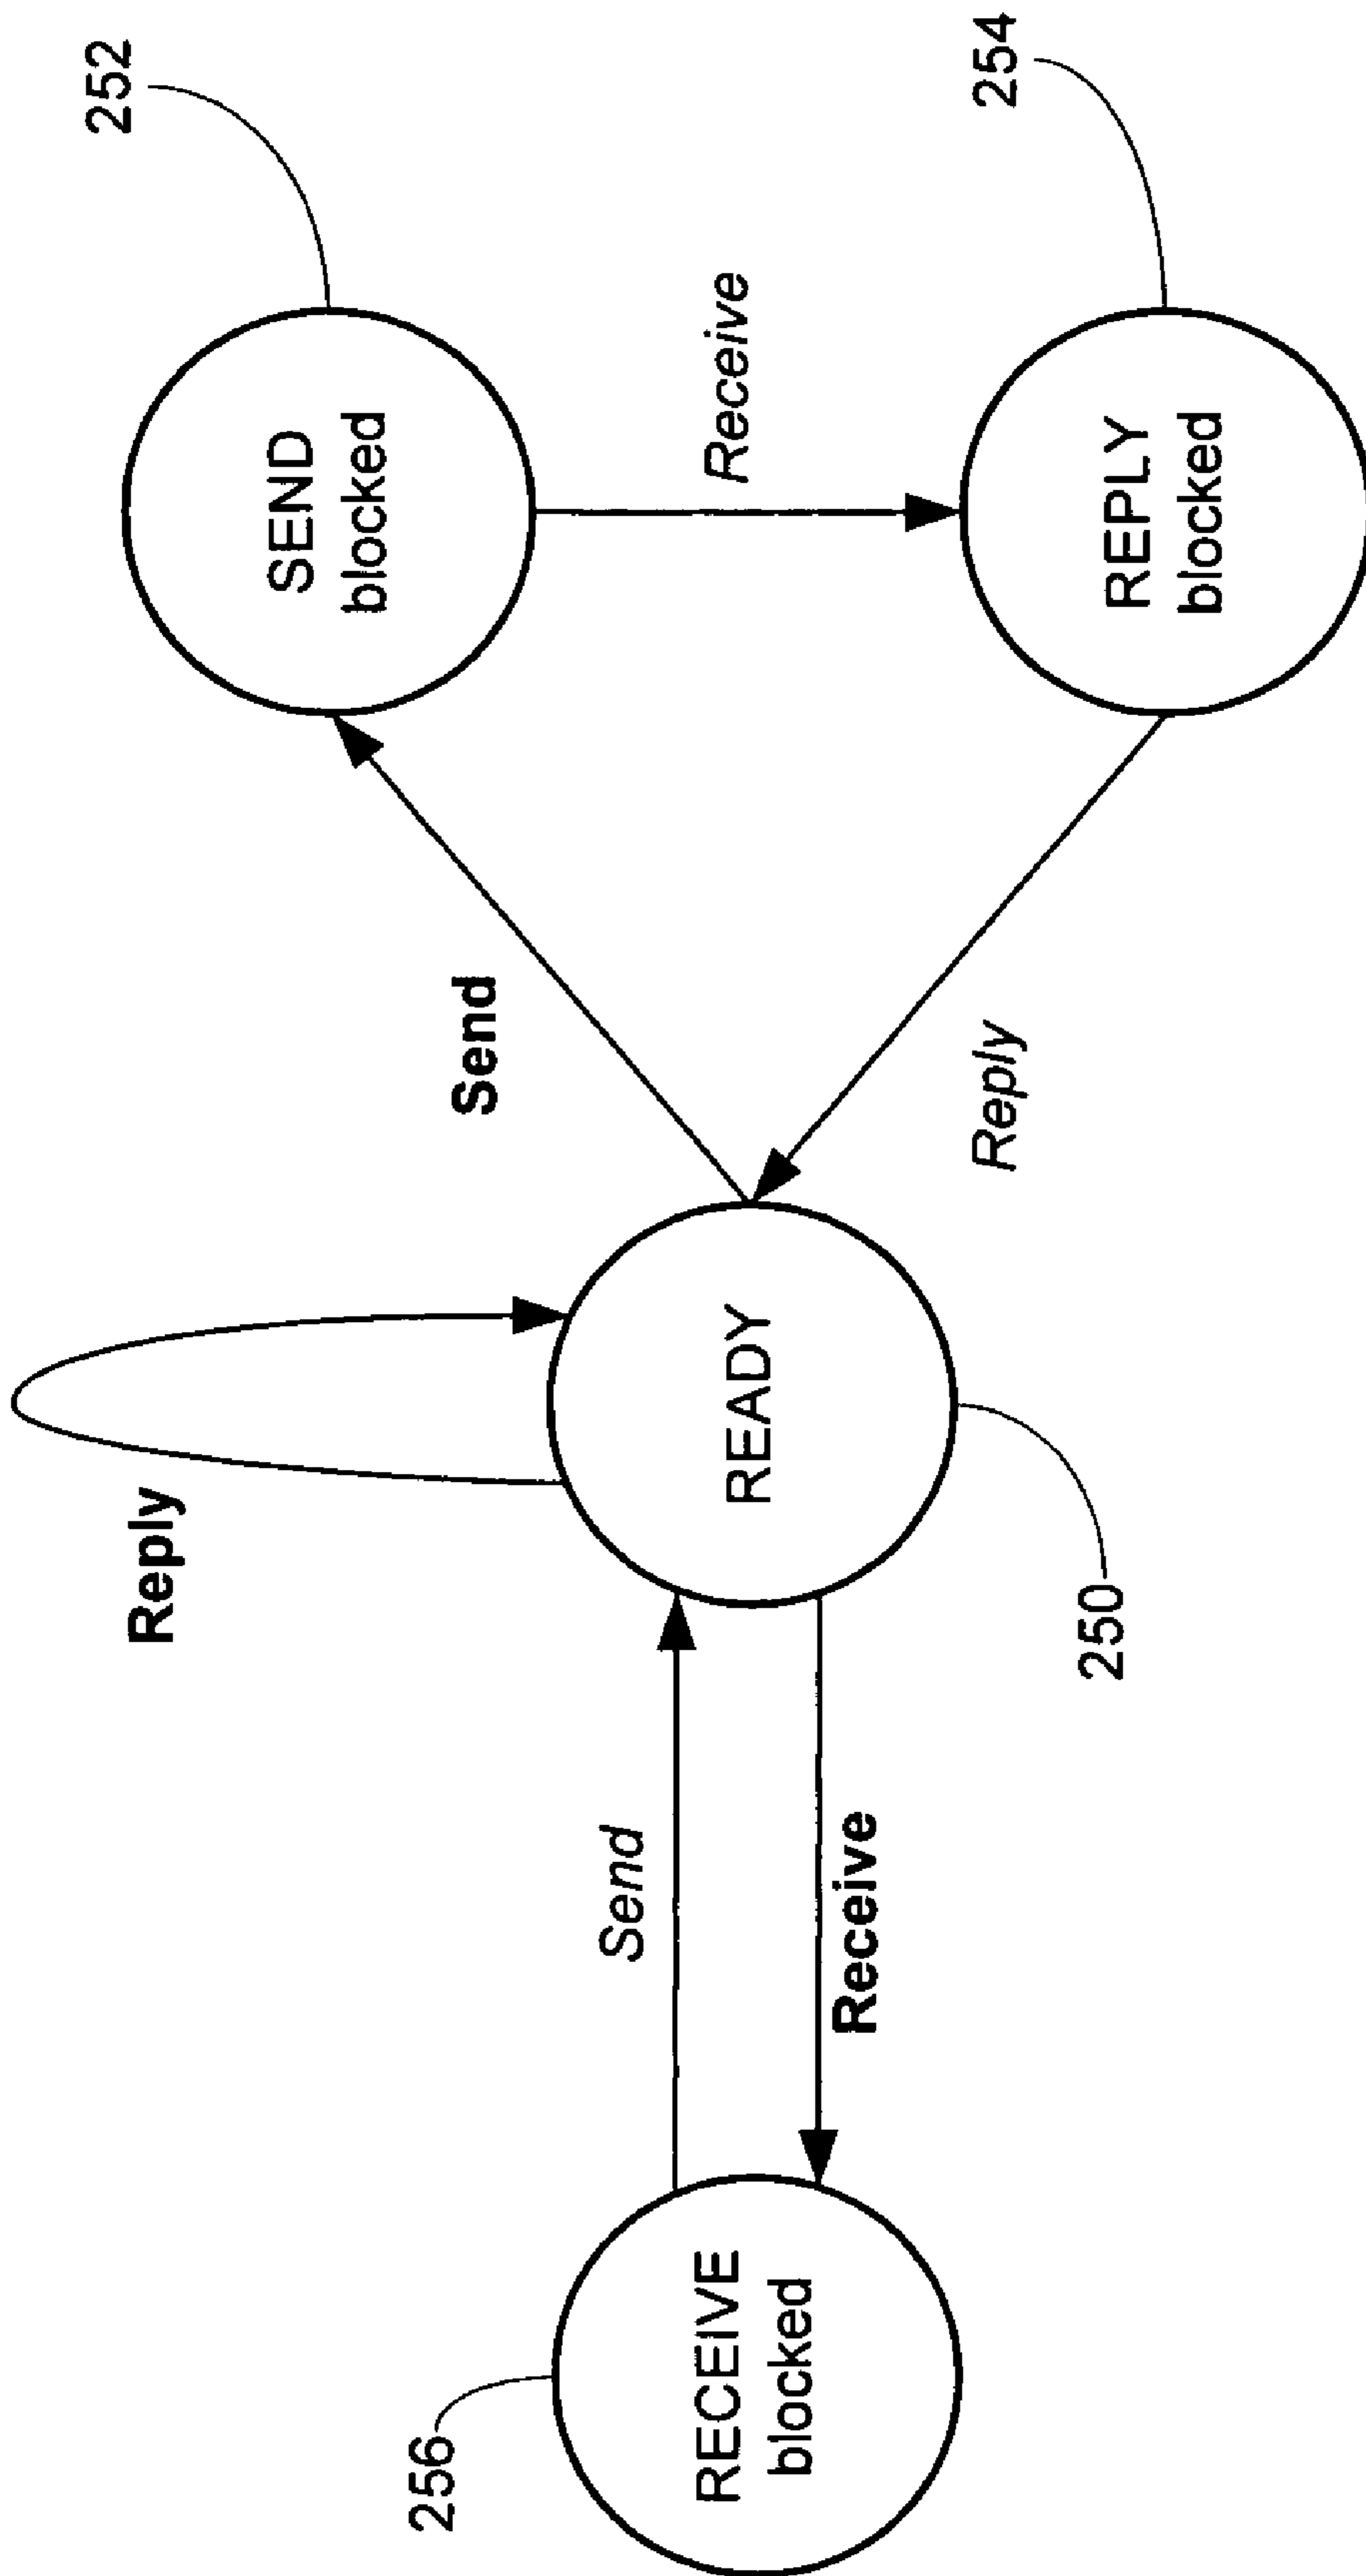 Reply
252
SEND
blocked
Send
Send
Receive
256
RECEIVE
blocked
READY
Receive
Reply
250
REPLY
blocked
254